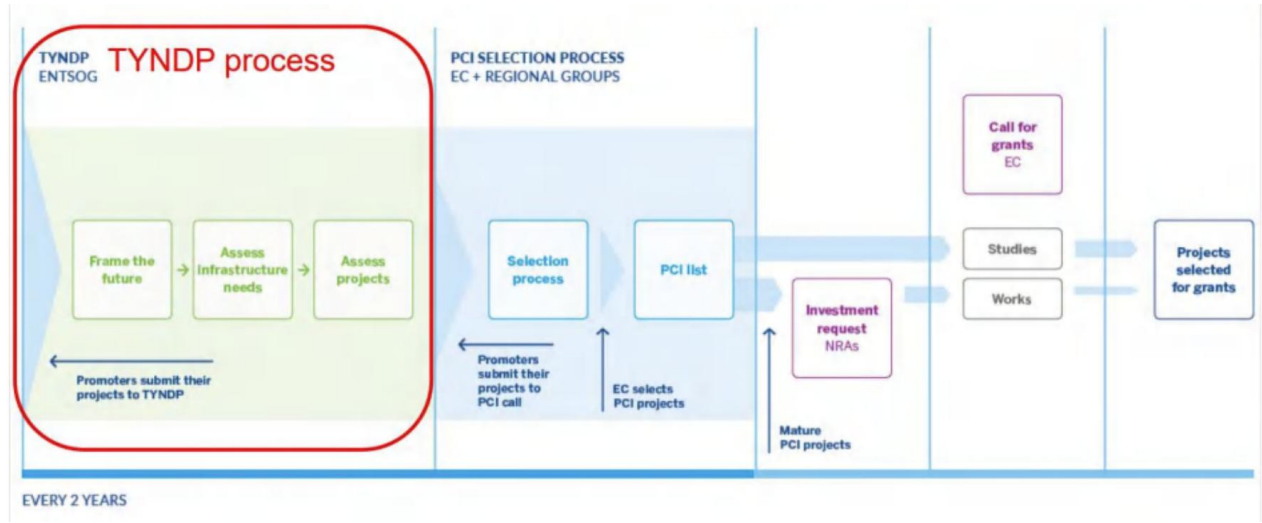 TYNDP
ENTSOG
TYNDP process
PCI SELECTION PROCESS
EC + REGIONAL GROUPS
Frame the
future
Assess
infrastructure
needs
Assess
projects
Promoters submit their
projects to TYNDP
Selection
process
PCI list
Promoters
submit their
projects to
PCI call
EC selects
PCI projects
Investment
request
NRAs
Mature
PCI projects
Call for
grants
EC
Studies
Works
Projects
selected
for grants
EVERY 2 YEARS